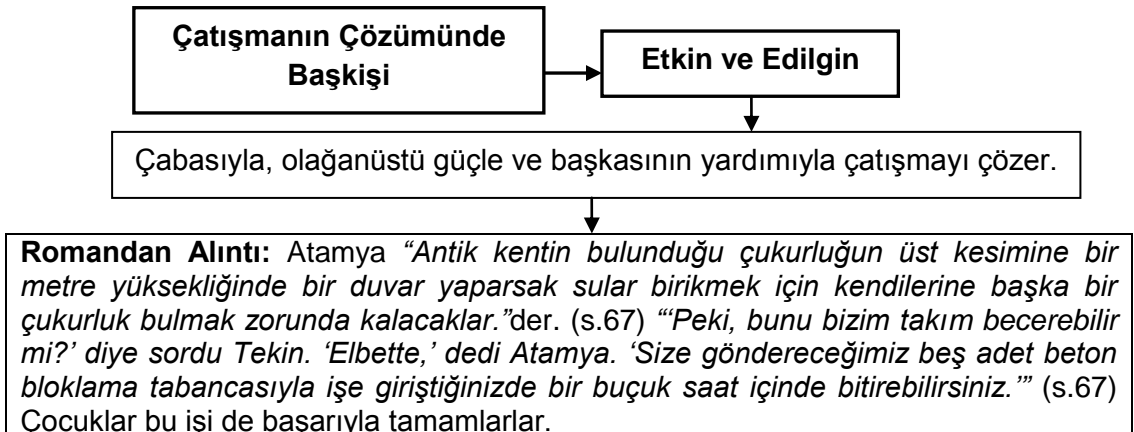 Çatışmanın Çözümünde
Başkişi
Etkin ve Edilgin
Çabasıyla, olağanüstü güçle ve başkasının yardımıyla çatışmayı çözer.
Romandan Alıntı: Atamya “Antik kentin bulunduğu çukurluğun üst kesimine bir
metre yüksekliğinde bir duvar yaparsak sular birikmek için kendilerine başka bir
çukurluk bulmak zorunda kalacaklar.”der. (s.67) “‘Peki, bunu bizim takım becerebilir
mi?’ diye sordu Tekin. ‘Elbette,’ dedi Atamya. ‘Size göndereceğimiz beş adet beton
bloklama tabancasıyla işe giriştiğinizde bir buçuk saat içinde bitirebilirsiniz.’” (s.67)
Çocuklar bu işi de başarıyla tamamlarlar.